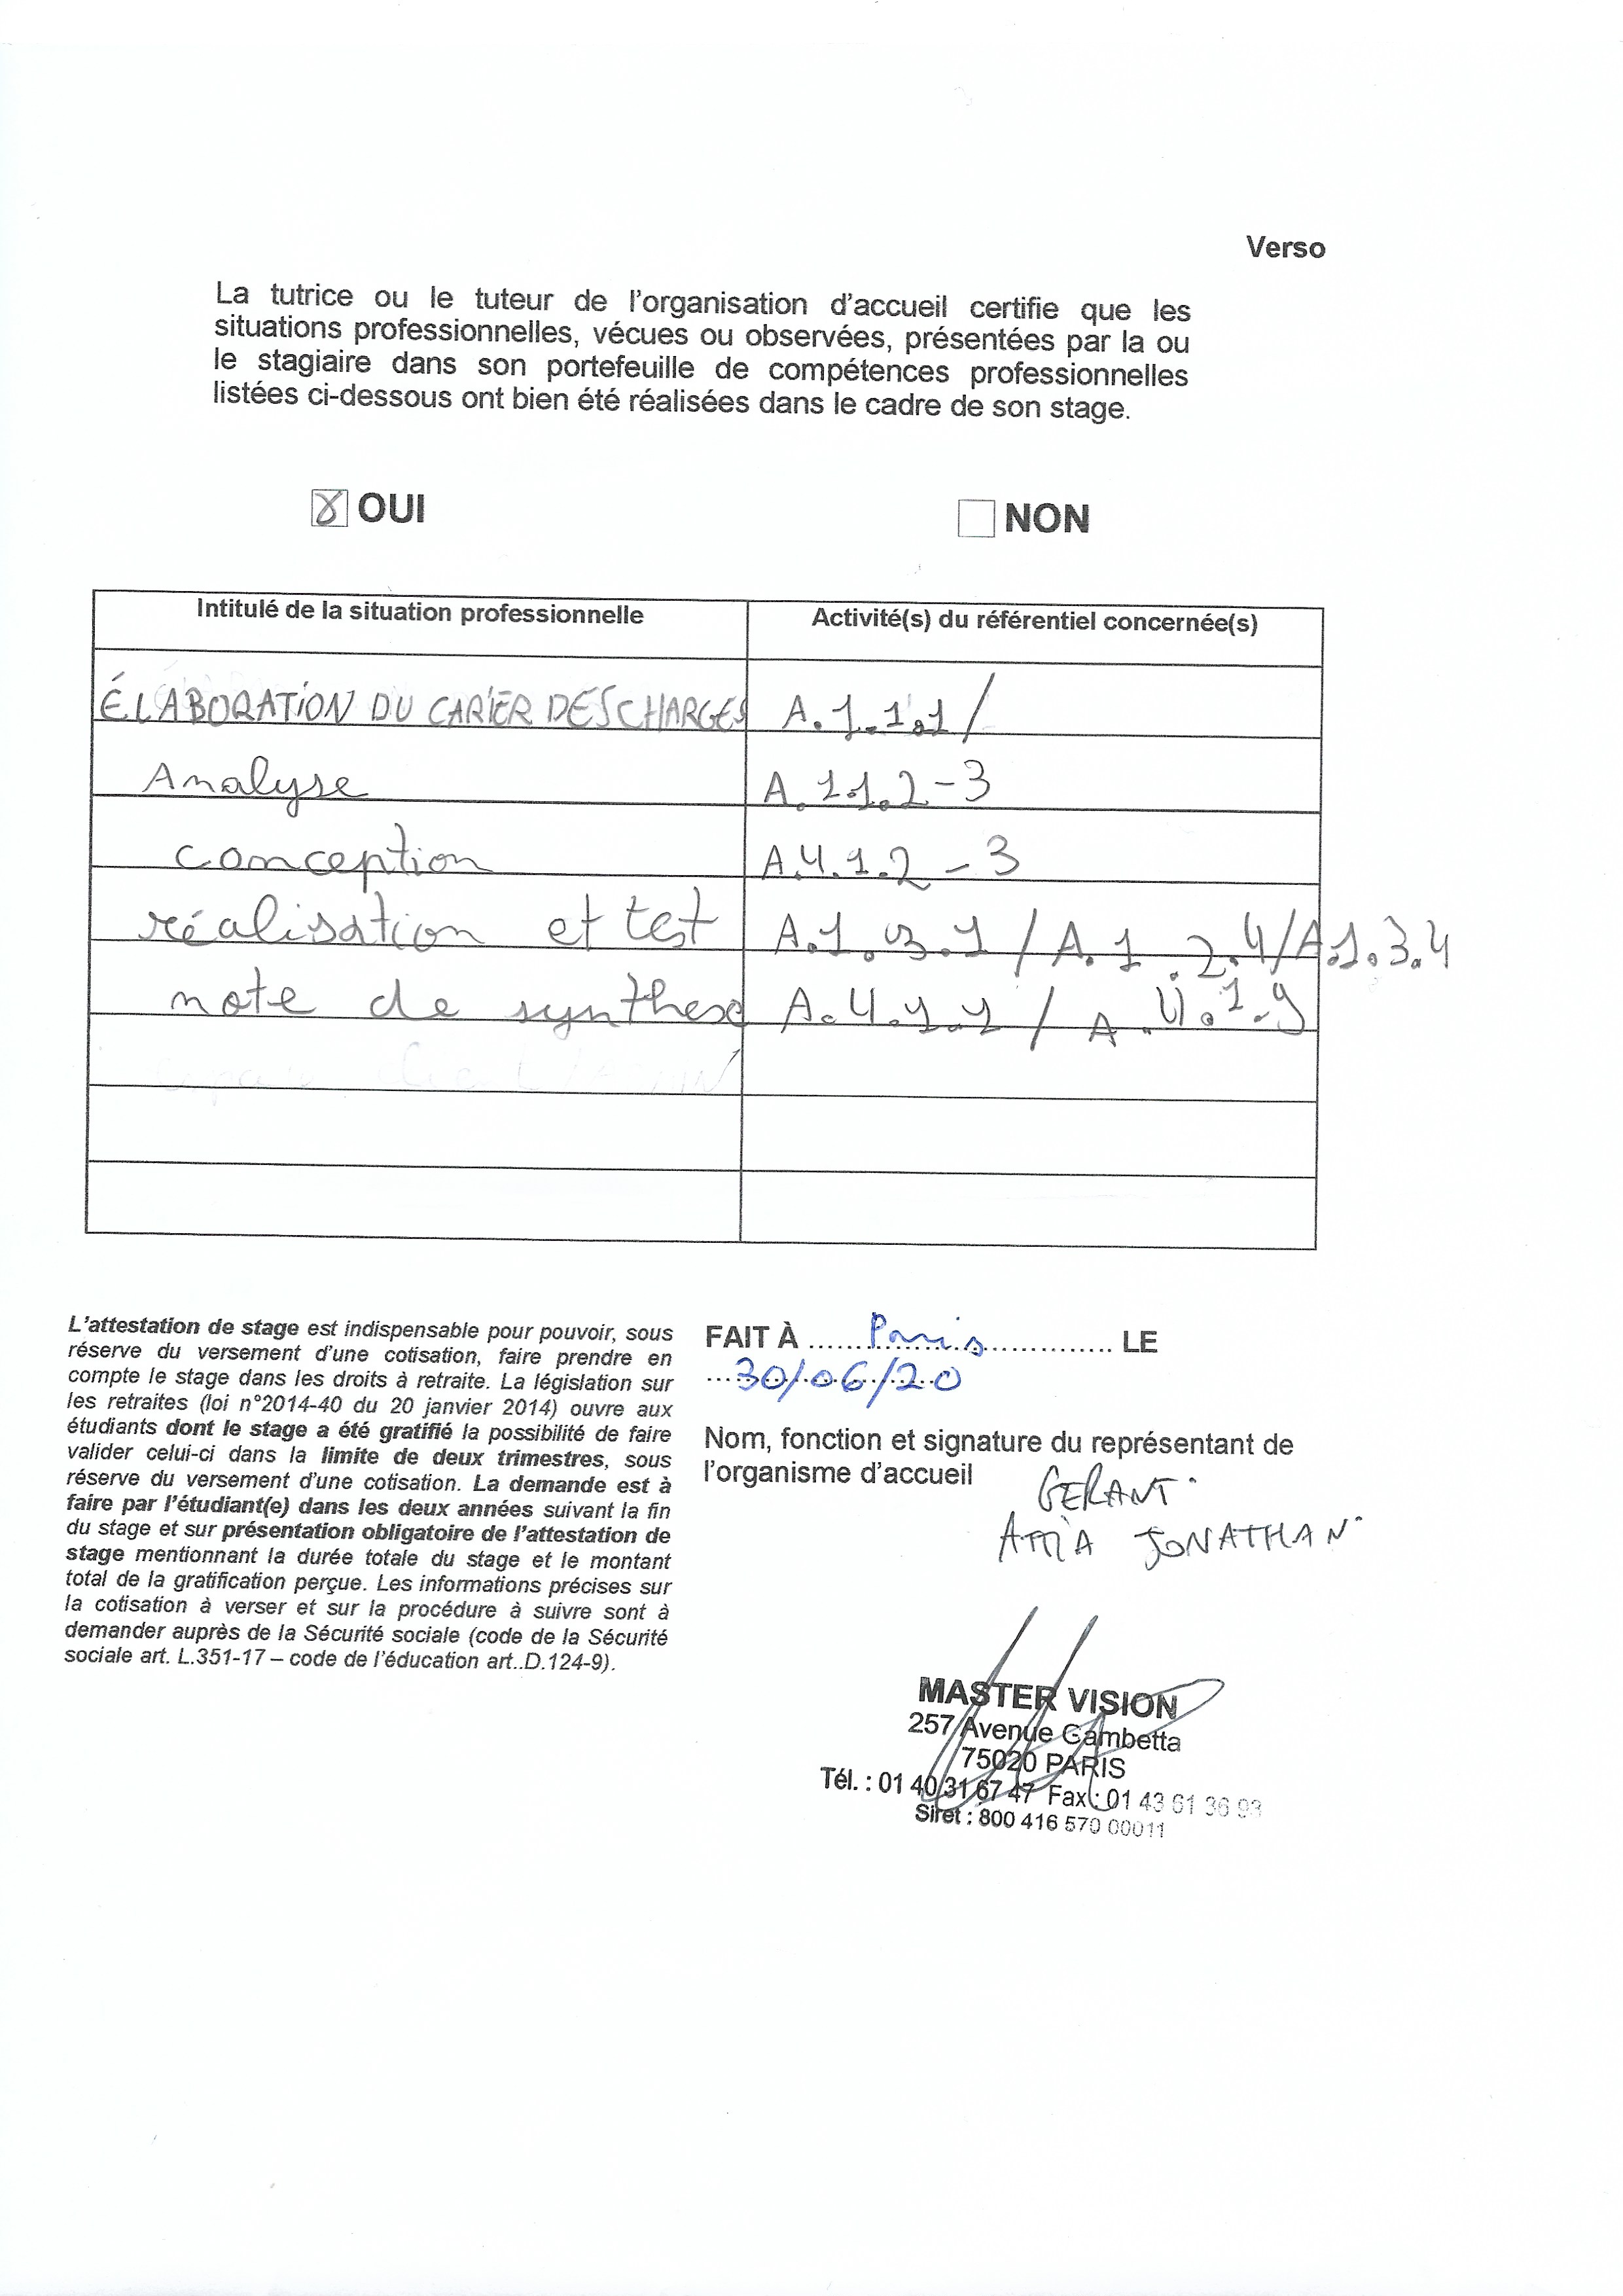 Verso
La tutrice ou le tuteur de l'organisation d'accueil certifie que les
situations professionnelles, vécues ou observées, présentées par la ou
le stagiaire dans son portefeuille de compétences professionnelles
listées ci-dessous ont bien été réalisées dans le cadre de son stage.
OUI NON
Intitulé de la situation professionnelle Activité(s) du référentiel concernée(s)
ÉLABORATION DU CARIER DES CHARGES A.1.1.1/
Analyse A.1.1.2-3
conception A.4.1.2-3
réalisation et test A.1.3.1/A.1.2.4/A.1.3.4
note de synthese A.4.1.1/A.4.1.9
L'attestation de stage est indispensable pour pouvoir, sous
réserve du versement d'une cotisation, faire prendre en
compte le stage dans les droits à retraite. La législation sur
les retraites (loi n°2014-40 du 20 janvier 2014) ouvre aux
étudiants dont le stage a été gratifié la possibilité de faire
valider celui-ci dans la limite de deux trimestres, sous
réserve du versement d'une cotisation. La demande est à
faire par l'étudiant(e) dans les deux années suivant la fin
du stage et sur présentation obligatoire de l'attestation de
stage mentionnant la durée totale du stage et le montant
total de la gratification perçue. Les informations précises sur
la cotisation à verser et sur la procédure à suivre sont à
demander auprès de la Sécurité sociale (code de la Sécurité
sociale art. L.351-17 – code de l'éducation art..D.124-9).
FAIT À Paris LE
30/06/20
Nom, fonction et signature du représentant de
l'organisme d'accueil
GERANT
ATTIA JONATHAN
MASTER VISION
257 Avenue Gambetta
75020 PARIS
Tél. : 01 40 31 67 47 Fax : 01 43 61 36 93
Siret : 800 416 570 00011